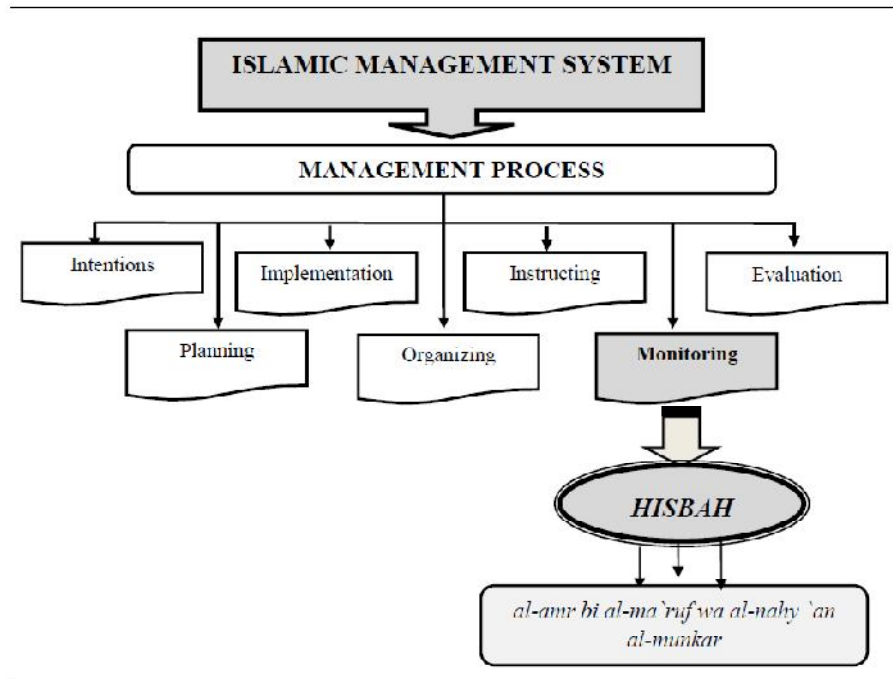 ISLAMIC MANAGEMENT SYSTEM
MANAGEMENT PROCESS
Intentions
Implementation
Instructing
Evaluation
Planning
Organizing
Monitoring
HISBAH
al-amr bi al-ma`ruf wa al-nahy `an
al-munkar